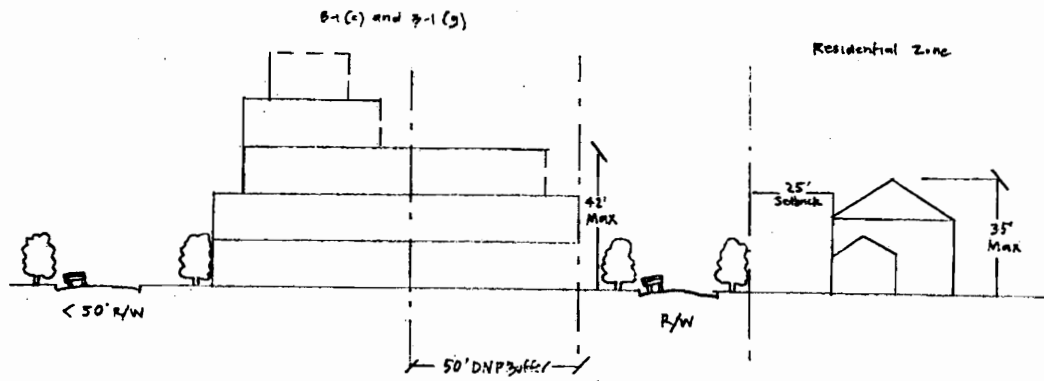 B-1 (c) and B-1 (g)
Residential Zone
42'
Max
25'
Setback
35'
Max
< 50' R/W
R/W
50' DNP Buffer